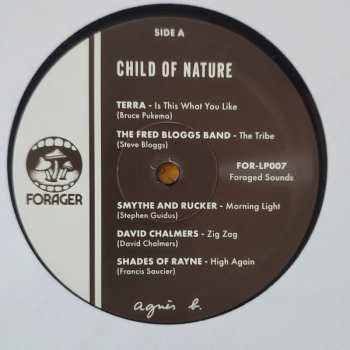 SIDE A
CHILD OF NATURE
TERRA - Is This What You Like
(Bruce Pukema)
THE FRED BLOGGS BAND - The Tribe
(Steve Bloggs)
FOR-LP007
Foraged Sounds
FORAGER
SMYTHE AND RUCKER - Morning Light
(Stephen Guidus)
DAVID CHALMERS - Zig Zag
(David Chalmers)
SHADES OF RAYNE - High Again
(Francis Saucier)
agnès b.